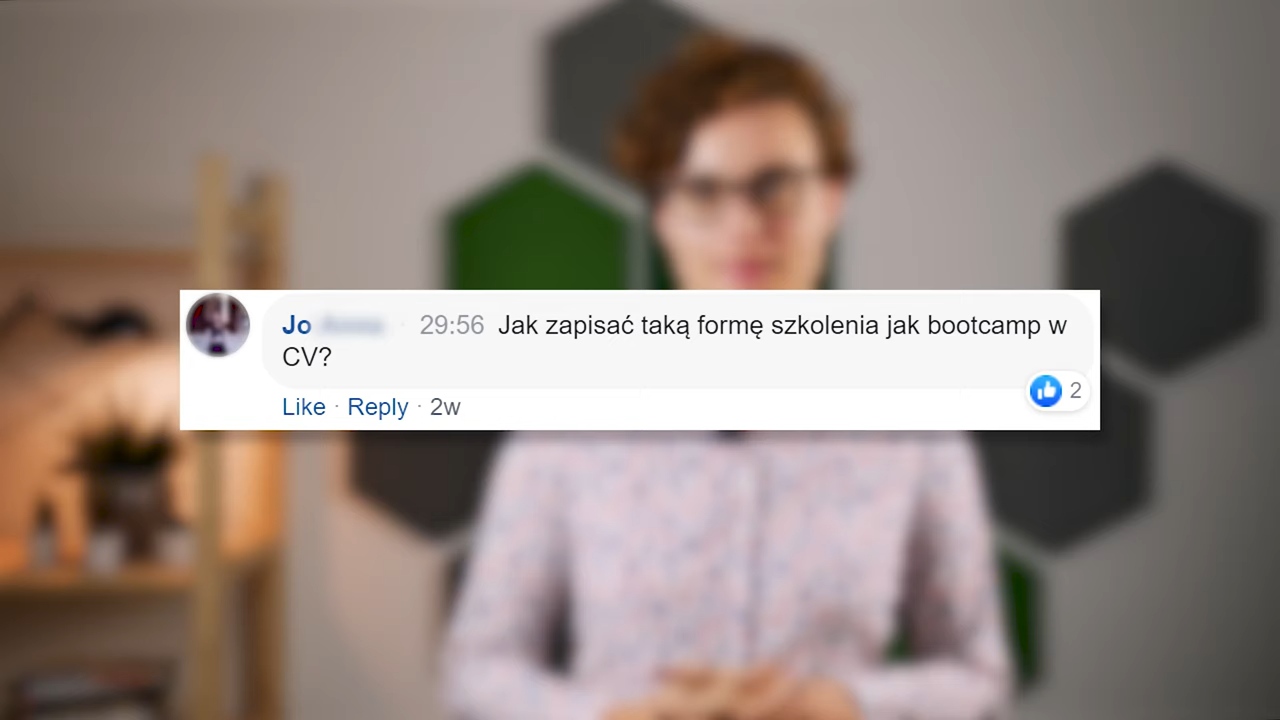 Jo · 29:56 Jak zapisać taką formę szkolenia jak bootcamp w
CV?
Like · Reply · 2w
2